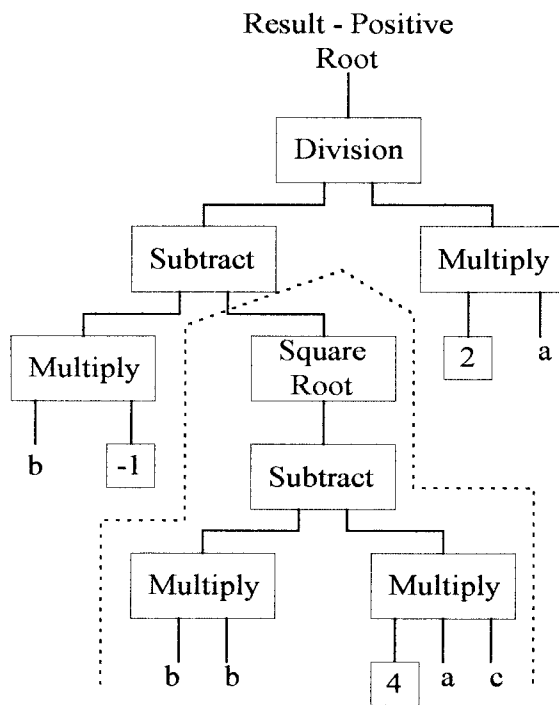 Result - Positive
Root
Division
Subtract
Multiply
Multiply
Square
Root
2
a
b
-1
Subtract
Multiply
Multiply
b
b
4
a
c